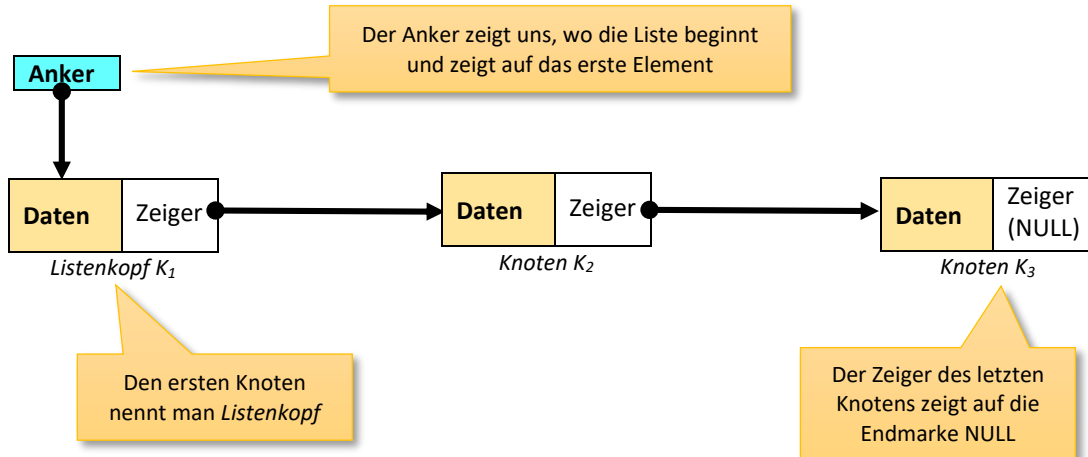 Der Anker zeigt uns, wo die Liste beginnt
und zeigt auf das erste Element
Anker
Daten
Zeiger
Daten
Zeiger
Daten
Zeiger
(NULL)
Listenkopf K₁
Knoten K₂
Knoten K₃
Den ersten Knoten
nennt man Listenkopf
Der Zeiger des letzten
Knotens zeigt auf die
Endmarke NULL